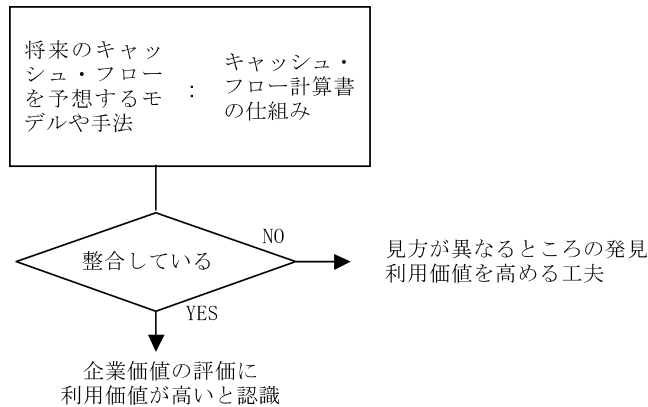 将来のキャッ
シュ・フロー
を予想するモ
デルや手法
:
キャッシュ・
フロー計算書
の仕組み
整合している
NO
見方が異なるところの発見
利用価値を高める工夫
YES
企業価値の評価に
利用価値が高いと認識